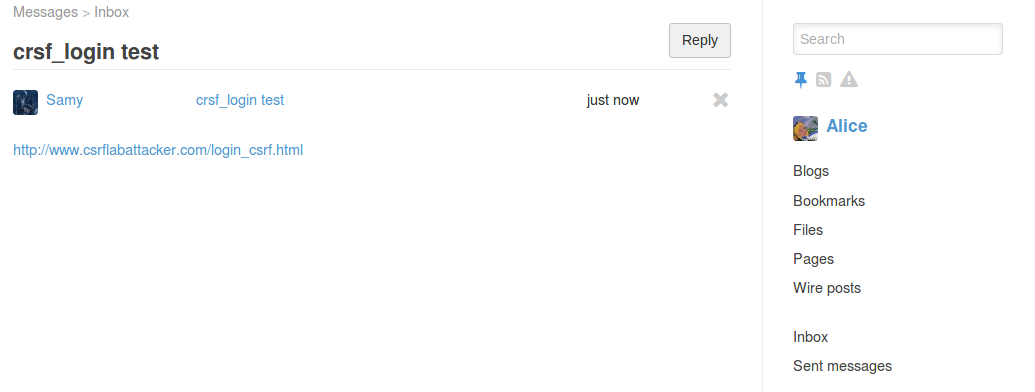 Messages > Inbox
crsf_login test
Reply
Samy crsf_login test just now
http://www.csrflabattacker.com/login_csrf.html
Search
Alice
Blogs
Bookmarks
Files
Pages
Wire posts
Inbox
Sent messages